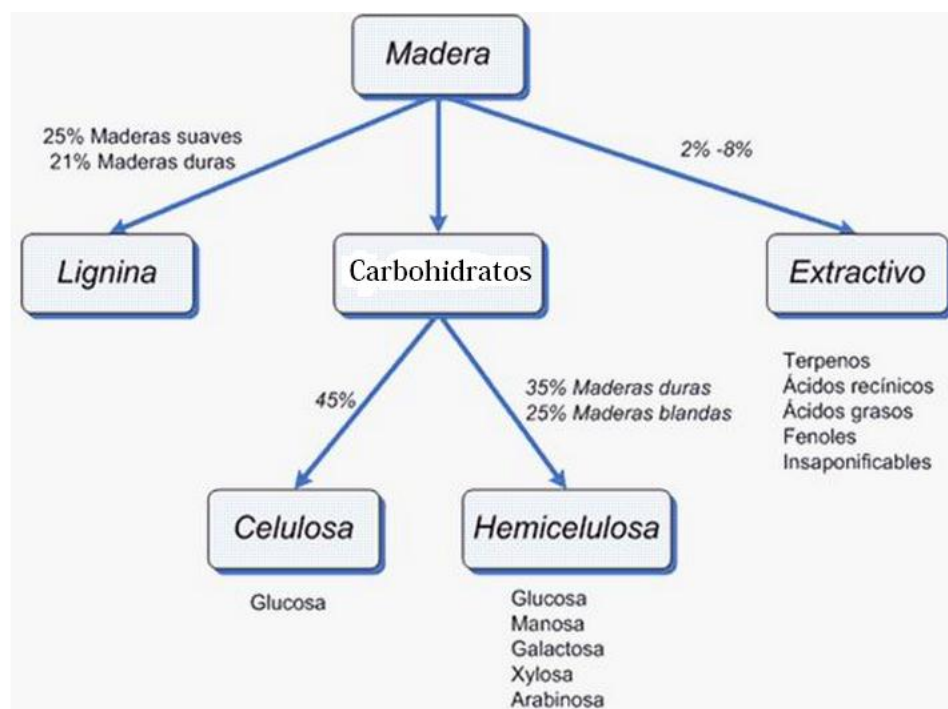 Madera
25% Maderas suaves
21% Maderas duras
2% -8%
Lignina
Carbohidratos
Extractivo
45%
35% Maderas duras
25% Maderas blandas
Terpenos
Ácidos recínicos
Ácidos grasos
Fenoles
Insaponificables
Celulosa
Hemicelulosa
Glucosa
Glucosa
Manosa
Galactosa
Xylosa
Arabinosa